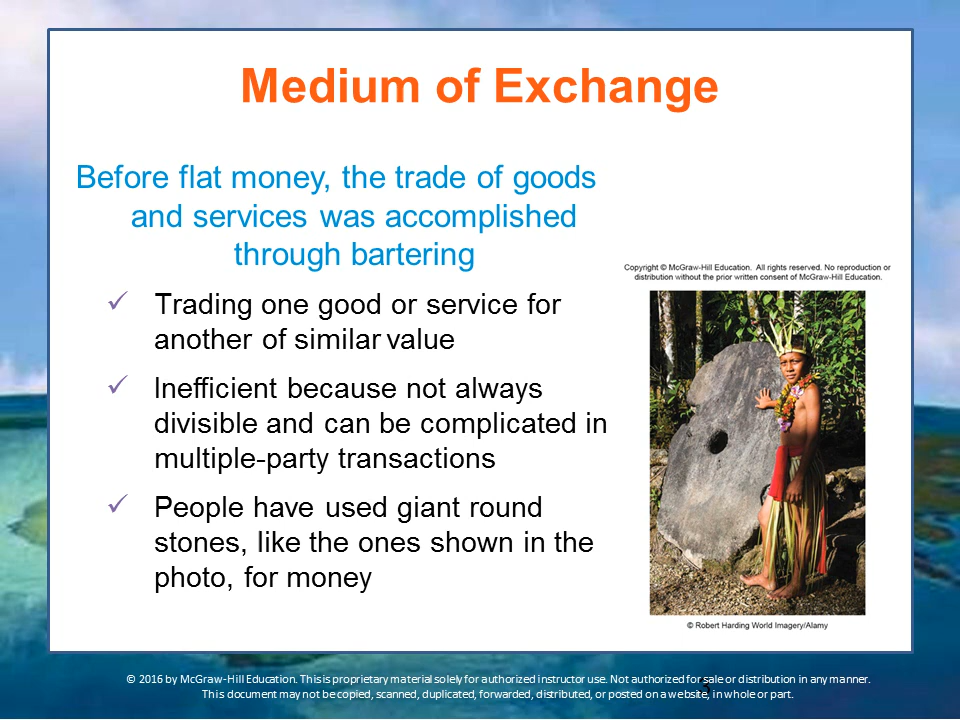 Medium of Exchange
Before flat money, the trade of goods
and services was accomplished
through bartering
Trading one good or service for
another of similar value
Inefficient because not always
divisible and can be complicated in
multiple-party transactions
People have used giant round
stones, like the ones shown in the
photo, for money
Copyright © McGraw-Hill Education. All rights reserved. No reproduction or
distribution without the prior written consent of McGraw-Hill Education.
© Robert Harding World Imagery/Alamy
© 2016 by McGraw-Hill Education. This is proprietary material solely for authorized instructor use. Not authorized for sale or distribution in any manner.
This document may not be copied, scanned, duplicated, forwarded, distributed, or posted on a website, in whole or part.